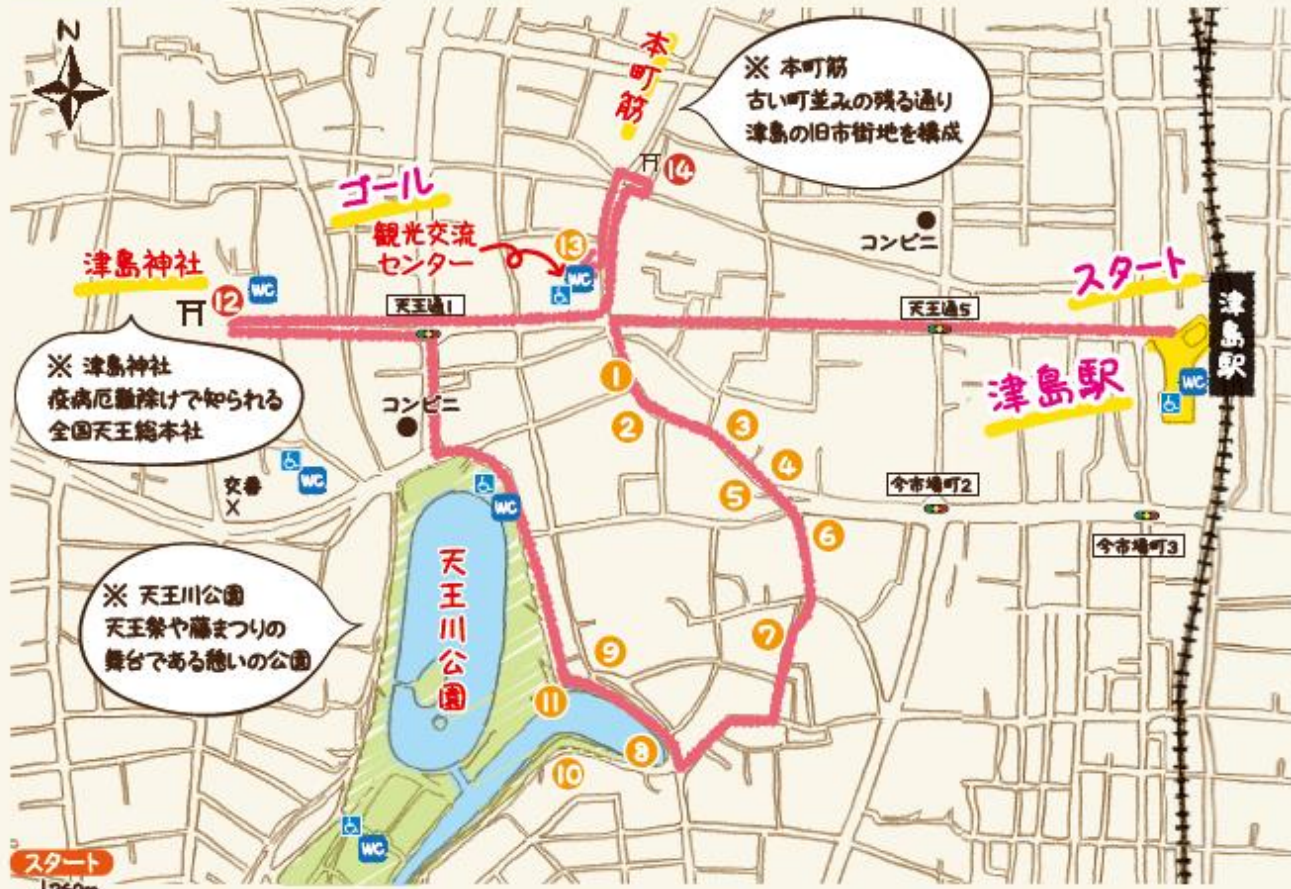 N
本町筋
※ 本町筋
古い町並みの残る通り
津島の旧市街地を構成
ゴール
観光交流
センター
13
WC
14
コンビニ
スタート
津島駅
津島神社
12
WC
天王通1
天王通5
津島駅
WC
※ 津島神社
疫病厄難除けで知られる
全国天王総本社
コンビニ
1
2
3
4
5
6
今市場町2
今市場町3
交番
WC
WC
天王川公園
※ 天王川公園
天王祭や藤まつりの
舞台である憩いの公園
7
9
11
8
10
WC
スタート
1260m